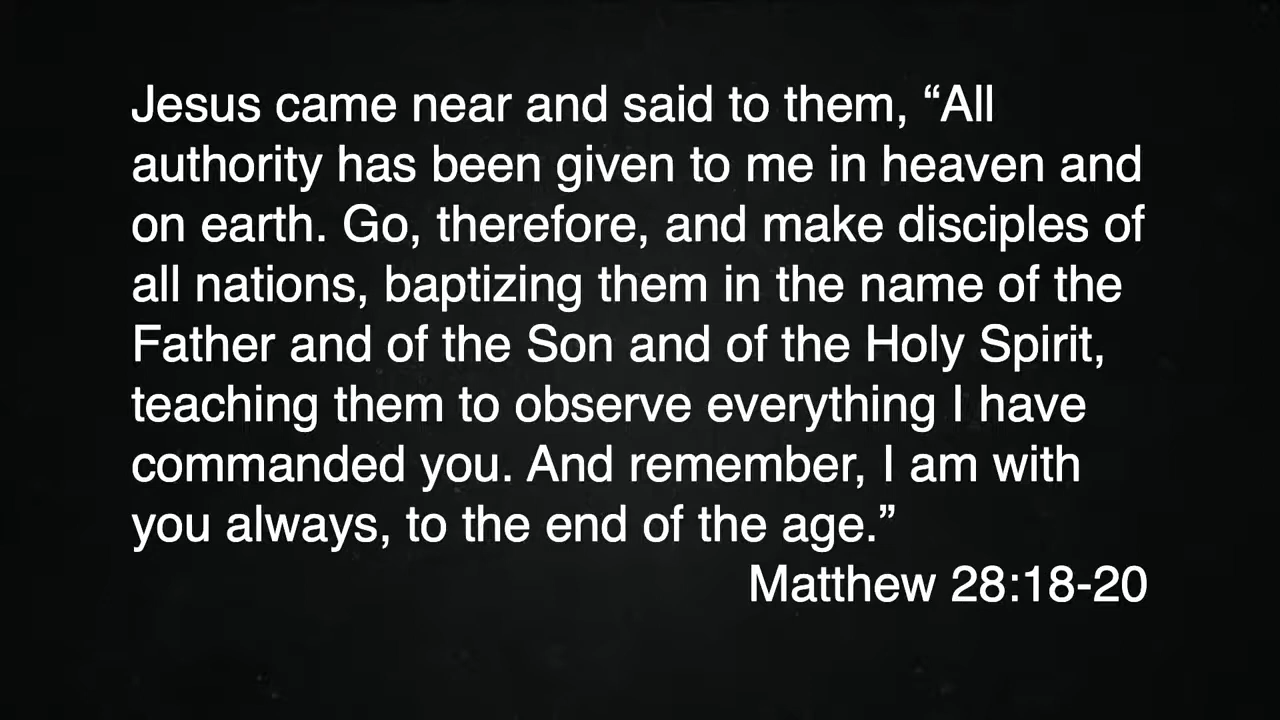 Jesus came near and said to them, “All
authority has been given to me in heaven and
on earth. Go, therefore, and make disciples of
all nations, baptizing them in the name of the
Father and of the Son and of the Holy Spirit,
teaching them to observe everything I have
commanded you. And remember, I am with
you always, to the end of the age.”
Matthew 28:18-20